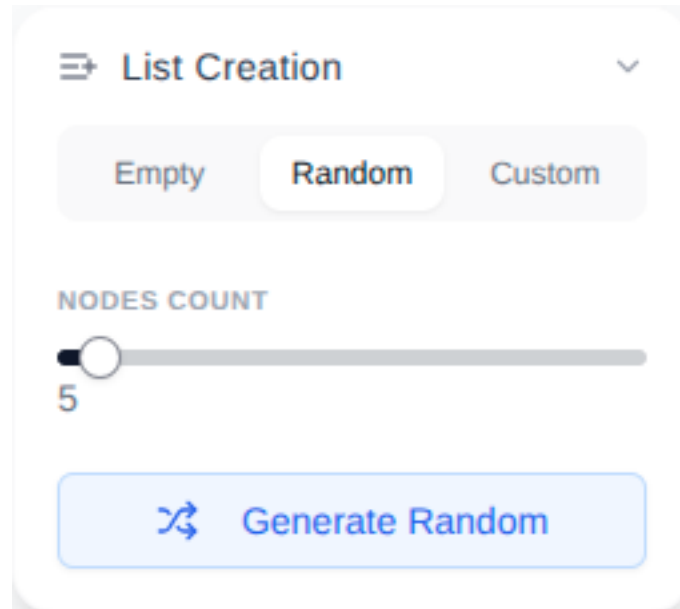 List Creation
Empty Random Custom
NODES COUNT
5
Generate Random